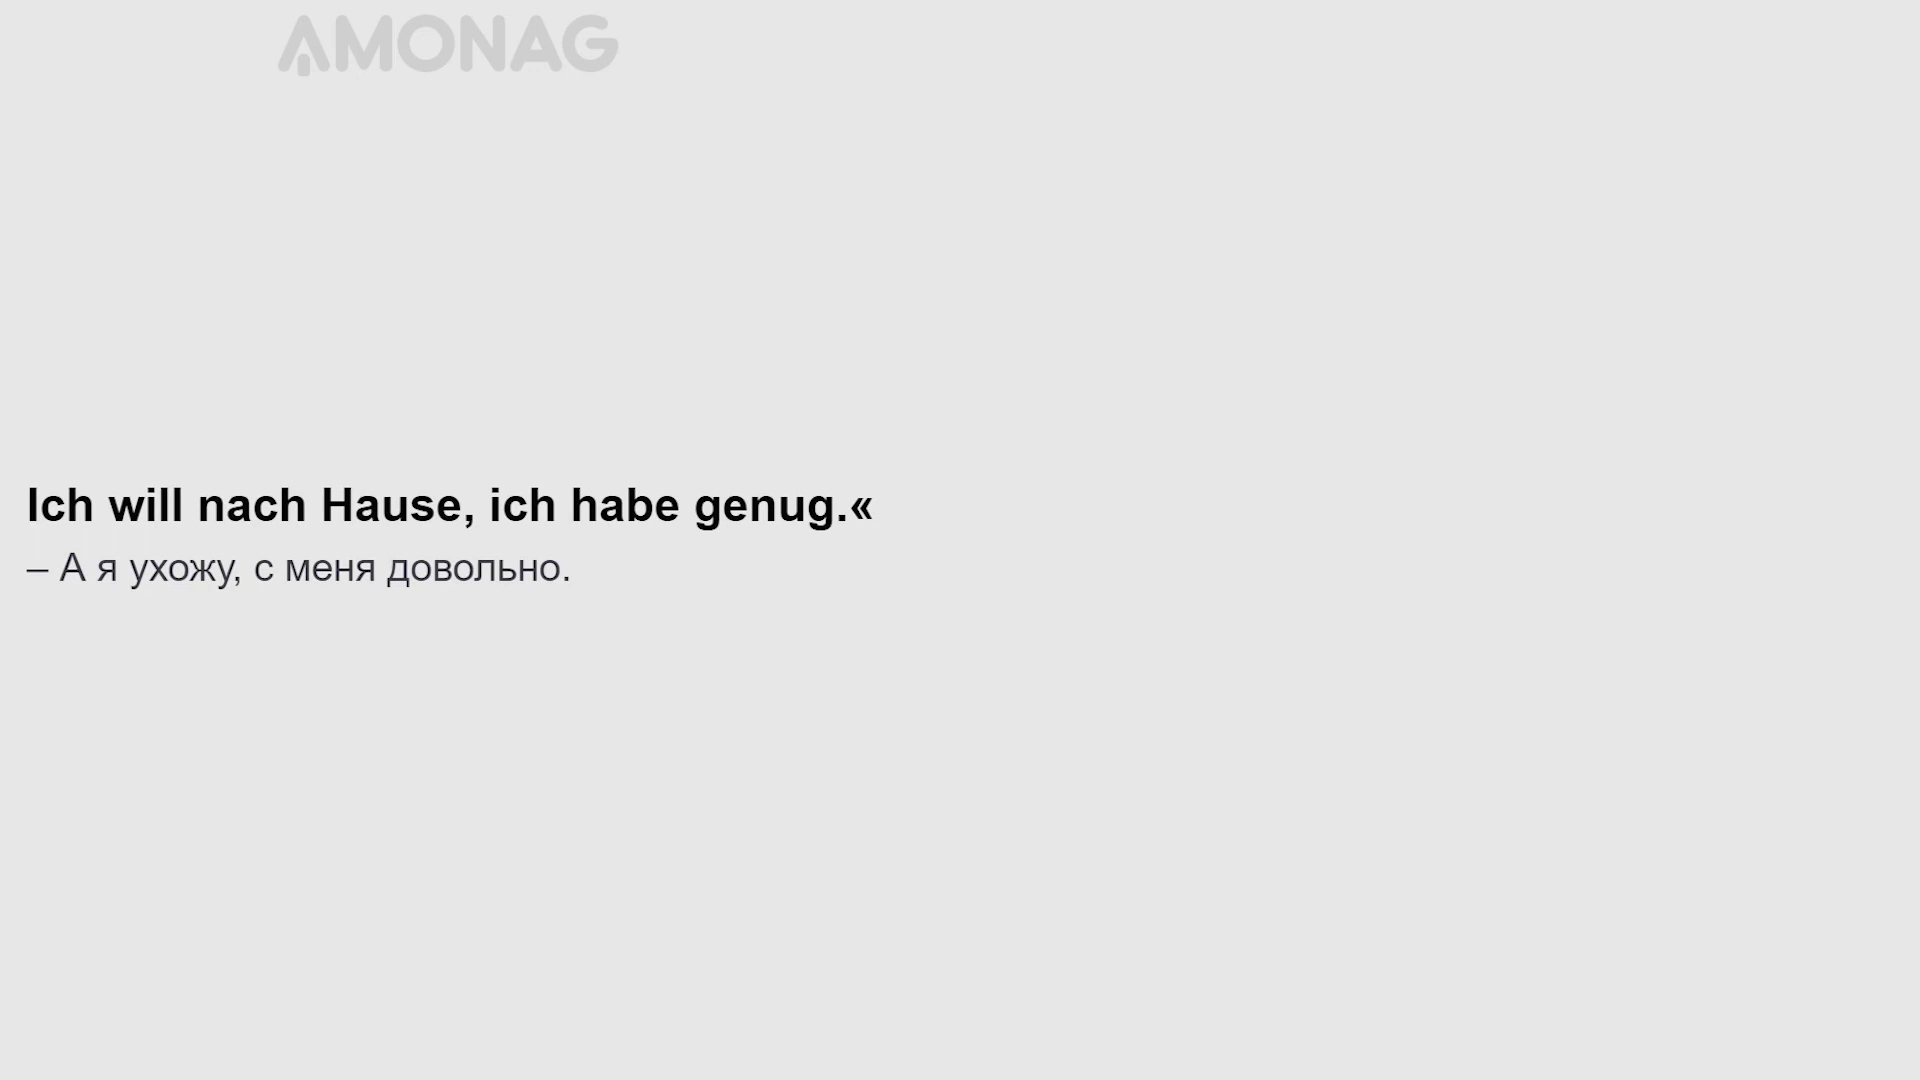 AMONAG
Ich will nach Hause, ich habe genug.«
– А я ухожу, с меня довольно.